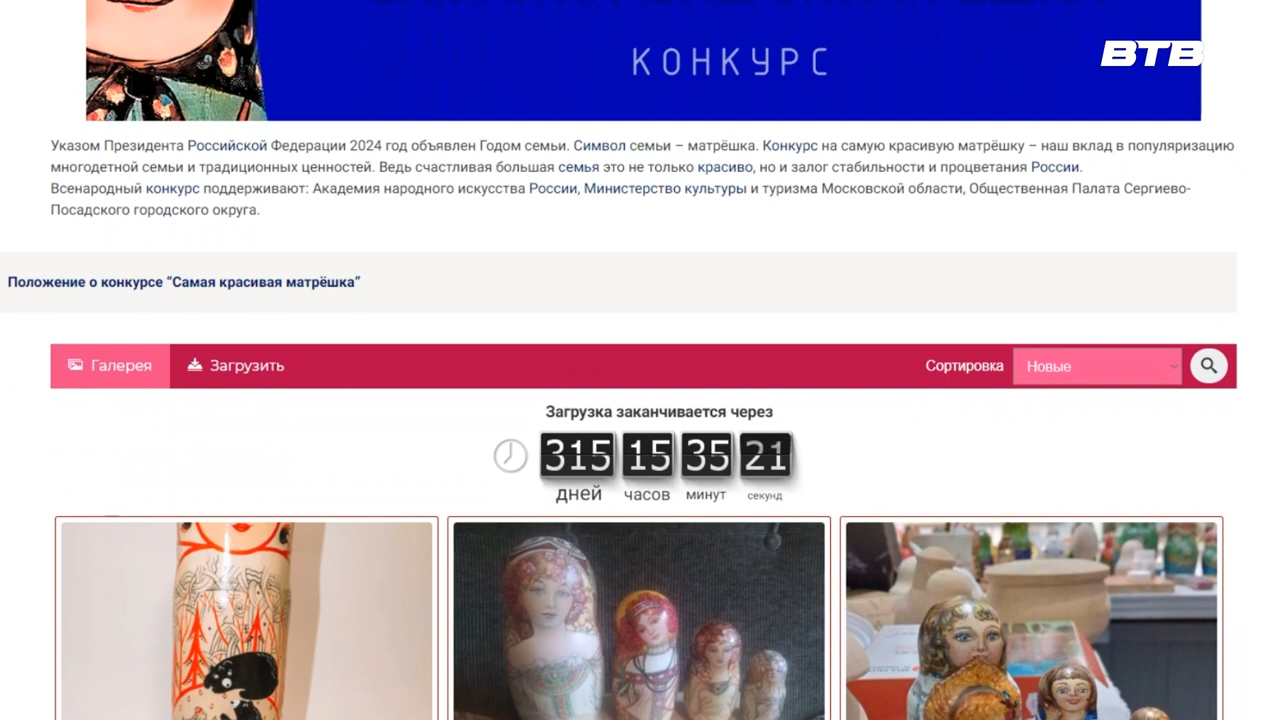 КОНКУРС
ВТВ
Указом Президента Российской Федерации 2024 год объявлен Годом семьи. Символ семьи – матрёшка. Конкурс на самую красивую матрёшку – наш вклад в популяризацию
многодетной семьи и традиционных ценностей. Ведь счастливая большая семья это не только красиво, но и залог стабильности и процветания России.
Всенародный конкурс поддерживают: Академия народного искусства России, Министерство культуры и туризма Московской области, Общественная Палата Сергиево-
Посадского городского округа.
Положение о конкурсе “Самая красивая матрёшка”
Галерея Загрузить Сортировка Новые
Загрузка заканчивается через
315 15 35 21
дней часов минут секунд